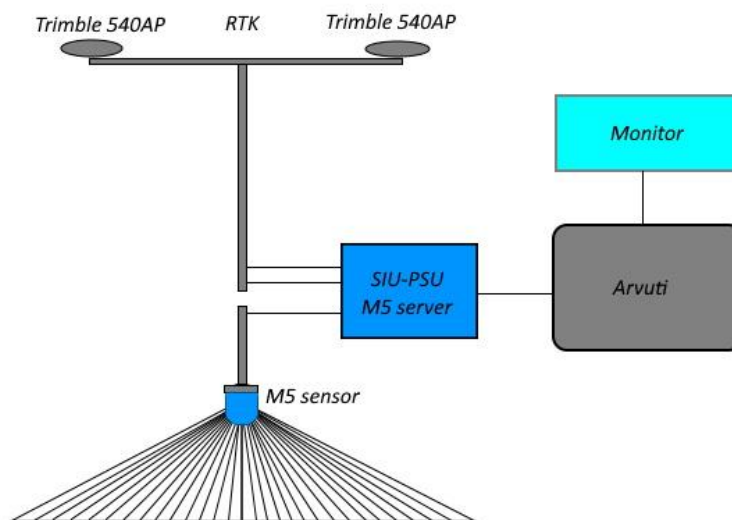 Trimble 540AP
RTK
Trimble 540AP
Monitor
SIU-PSU
M5 server
Arvuti
M5 sensor